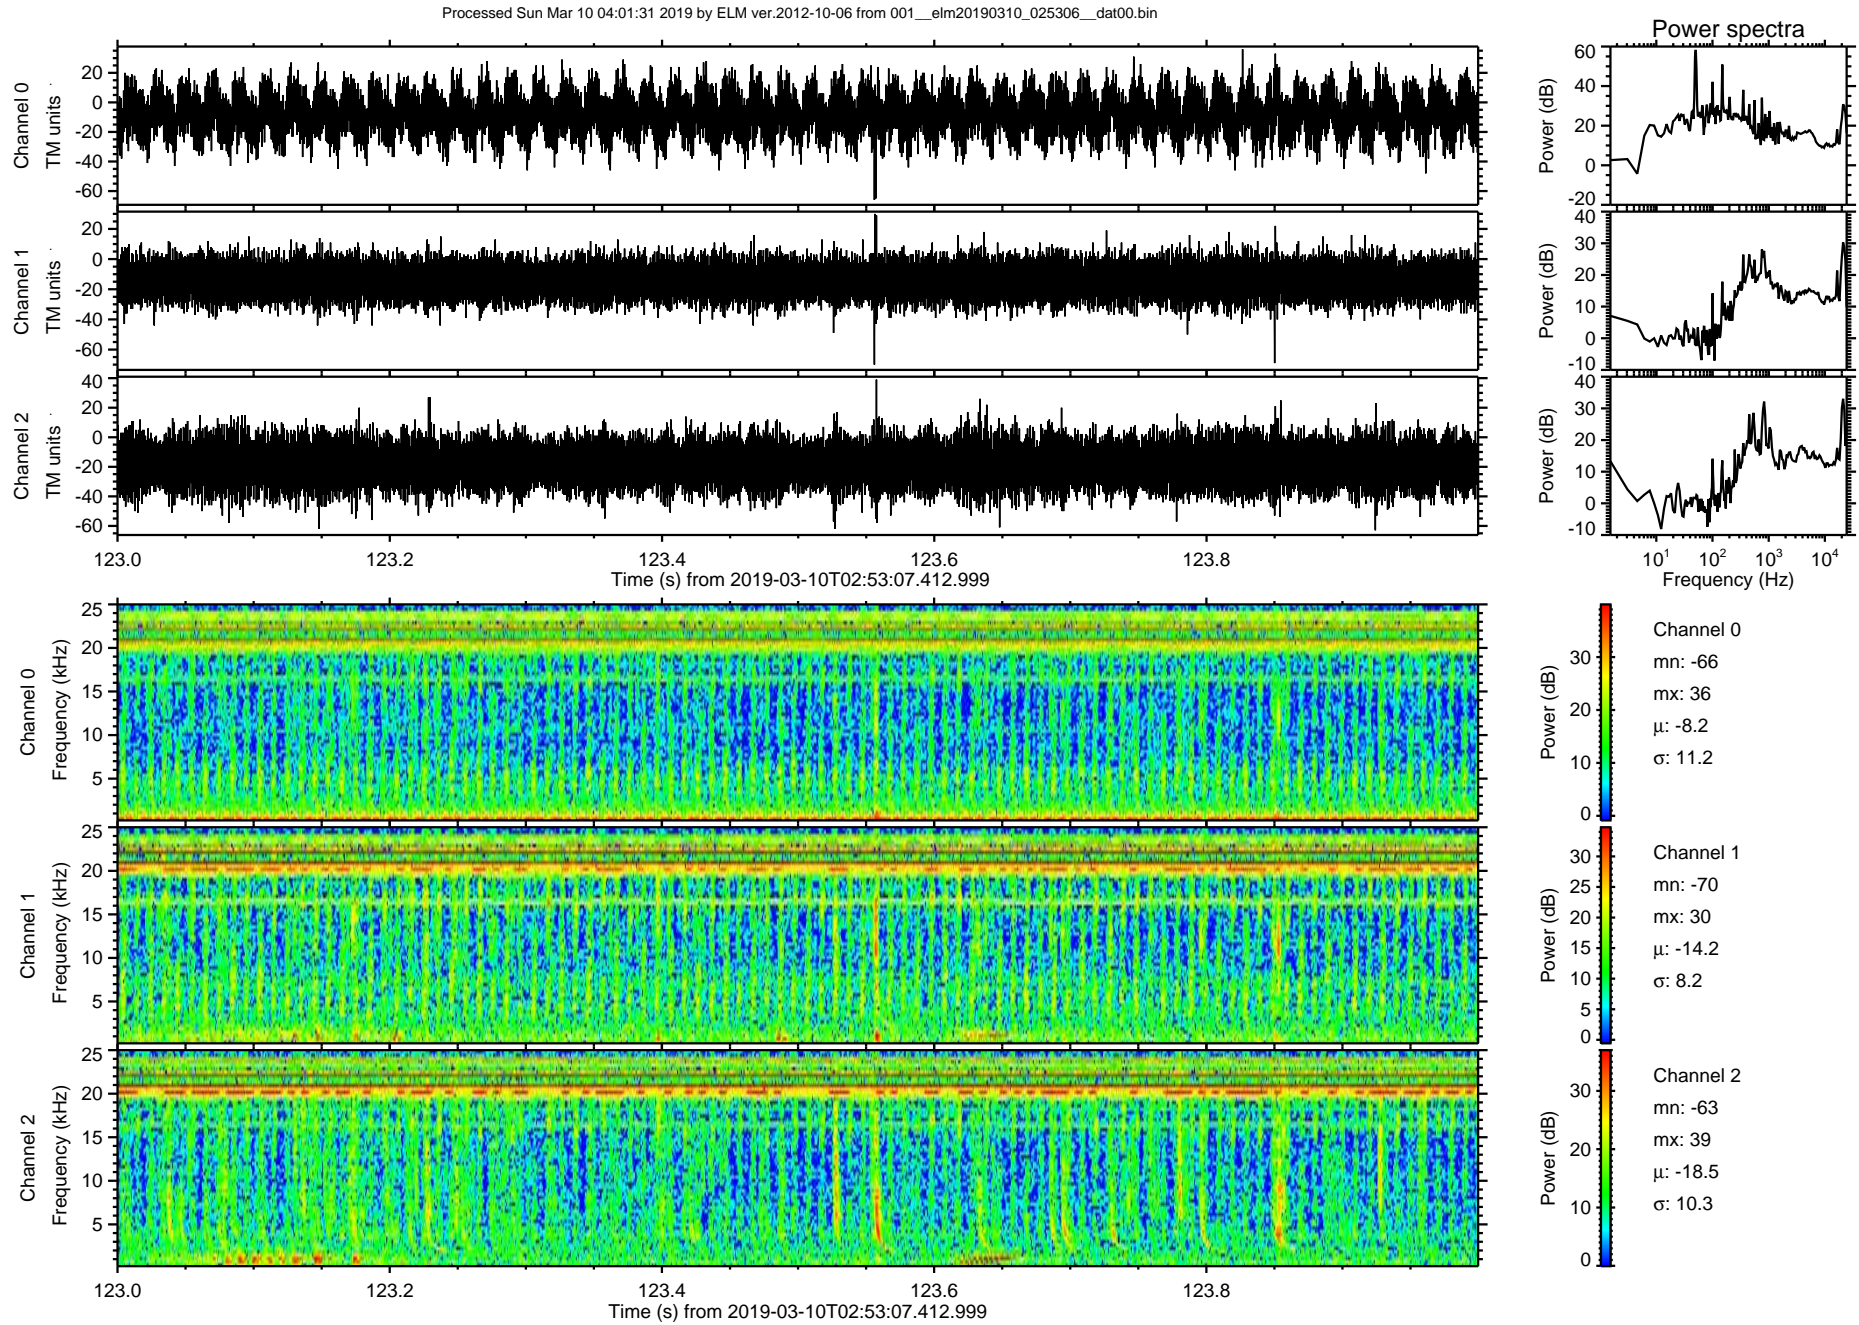 Processed Sun Mar 10 04:01:31 2019 by ELM ver.2012-10-06 from 001__elm20190310_025306__dat00.bin
Power spectra
Channel 0
TM units
20
0
-20
-40
-60
Power (dB)
60
40
20
0
-20
Channel 1
TM units
20
0
-20
-40
-60
Power (dB)
40
30
20
10
0
-10
Channel 2
TM units
40
20
0
-20
-40
-60
Power (dB)
40
30
20
10
0
-10
123.0 123.2 123.4 123.6 123.8
Time (s) from 2019-03-10T02:53:07.412.999
10¹ 10² 10³ 10⁴
Frequency (Hz)
Channel 0
Frequency (kHz)
25
20
15
10
5
Power (dB)
30
20
10
0
Channel 0
mn: -66
mx: 36
μ: -8.2
σ: 11.2
Channel 1
Frequency (kHz)
25
20
15
10
5
Power (dB)
30
25
20
15
10
5
0
Channel 1
mn: -70
mx: 30
μ: -14.2
σ: 8.2
Channel 2
Frequency (kHz)
25
20
15
10
5
Power (dB)
30
20
10
0
Channel 2
mn: -63
mx: 39
μ: -18.5
σ: 10.3
123.0 123.2 123.4 123.6 123.8
Time (s) from 2019-03-10T02:53:07.412.999